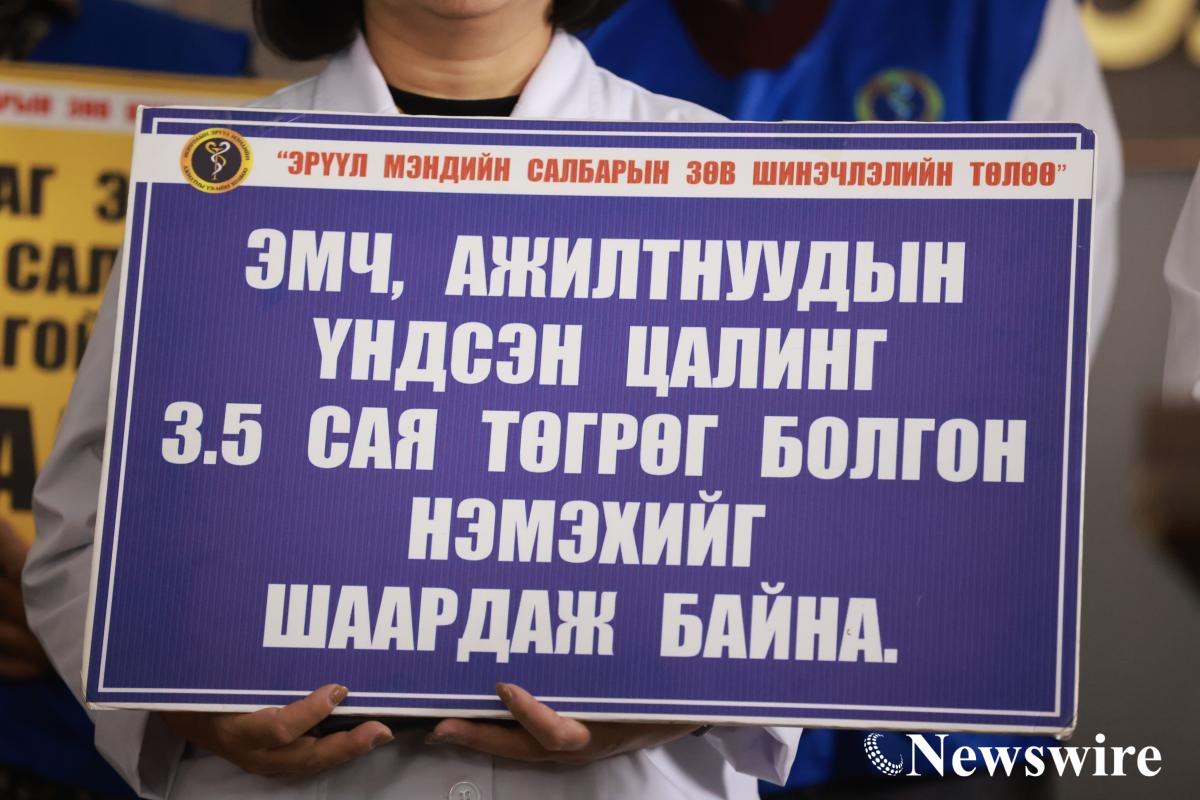 “ЭРҮҮЛ МЭНДИЙН САЛБАРЫН ЗӨВ ШИНЭЧЛЭЛИЙН ТӨЛӨӨ”
ЭМЧ, АЖИЛТНУУДЫН
ҮНДСЭН ЦАЛИНГ
3.5 САЯ ТӨГРӨГ БОЛГОН
НЭМЭХИЙГ
ШААРДАЖ БАЙНА.
Newswire